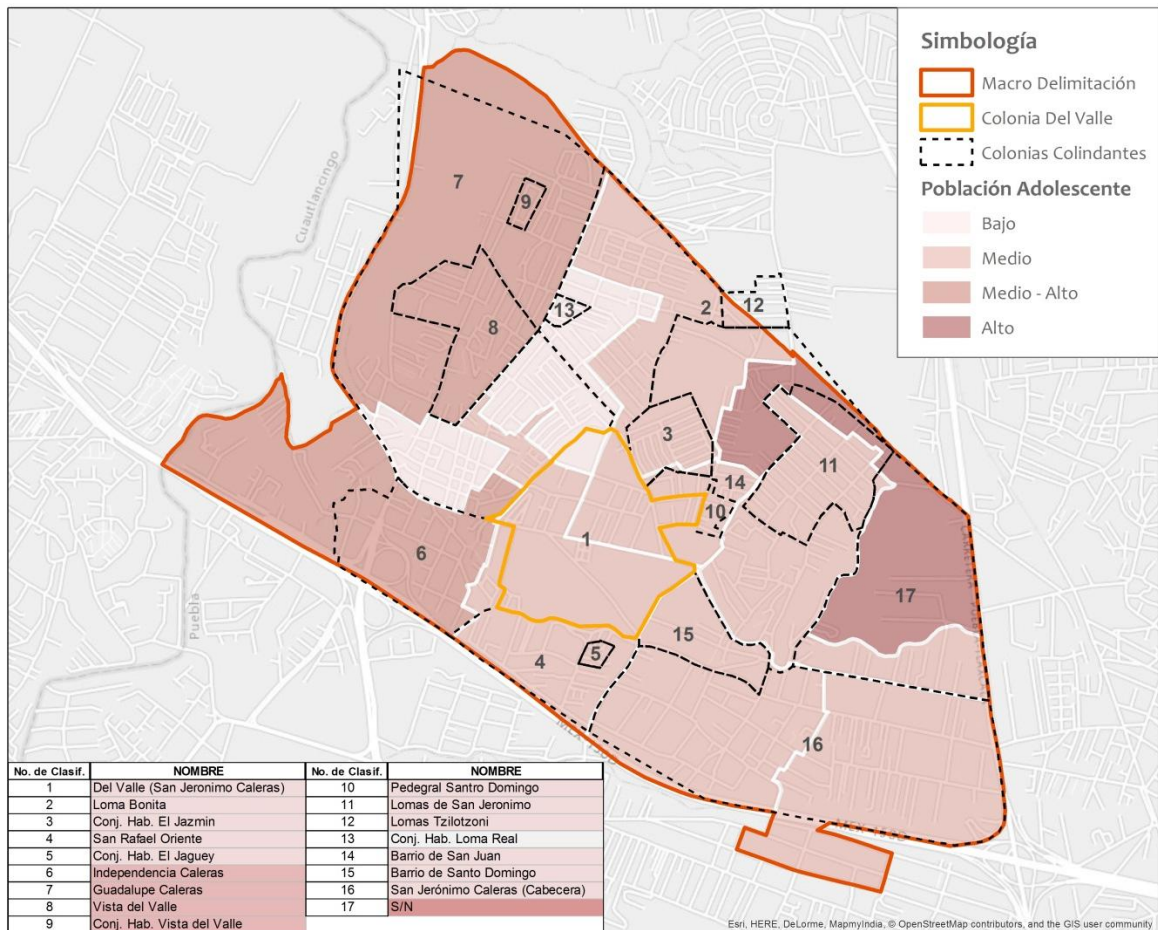 Simbología
Macro Delimitación
Colonia Del Valle
Colonias Colindantes
Población Adolescente
Bajo
Medio
Medio - Alto
Alto
Cuautlancingo
Puebla
7
9
8
13
2
12
3
11
14
10
1
6
17
15
4
5
16
No. de Clasif. NOMBRE No. de Clasif. NOMBRE
1 Del Valle (San Jeronimo Caleras) 10 Pedegral Santro Domingo
2 Loma Bonita 11 Lomas de San Jeronimo
3 Conj. Hab. El Jazmin 12 Lomas Tzilotzoni
4 San Rafael Oriente 13 Conj. Hab. Loma Real
5 Conj. Hab. El Jaguey 14 Barrio de San Juan
6 Independencia Caleras 15 Barrio de Santo Domingo
7 Guadalupe Caleras 16 San Jerónimo Caleras (Cabecera)
8 Vista del Valle 17 S/N
9 Conj. Hab. Vista del Valle
Esri, HERE, DeLorme, MapmyIndia, © OpenStreetMap contributors, and the GIS user community